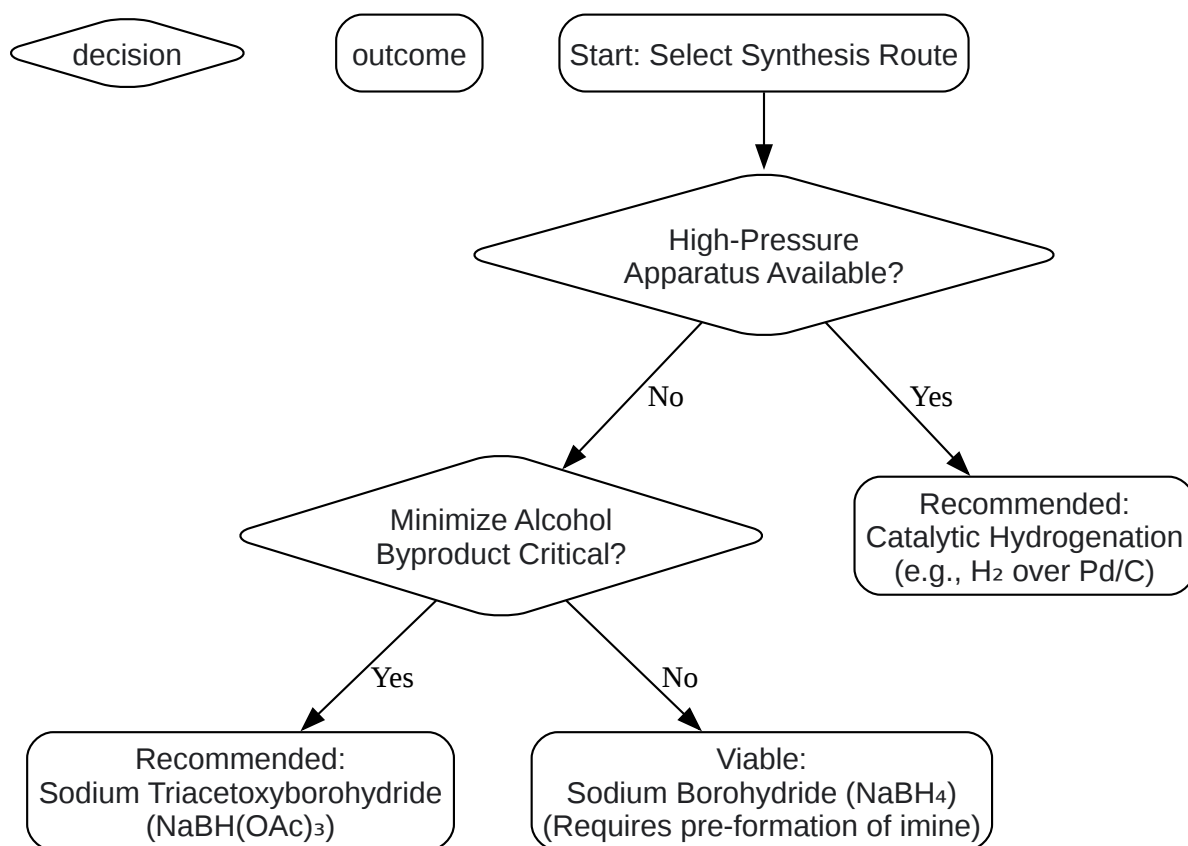 decision
outcome
Start: Select Synthesis Route
High-Pressure
Apparatus Available?
No
Yes
Minimize Alcohol
Byproduct Critical?
Recommended:
Catalytic Hydrogenation
(e.g., H₂ over Pd/C)
Yes
No
Recommended:
Sodium Triacetoxyborohydride
(NaBH(OAc)₃)
Viable:
Sodium Borohydride (NaBH₄)
(Requires pre-formation of imine)